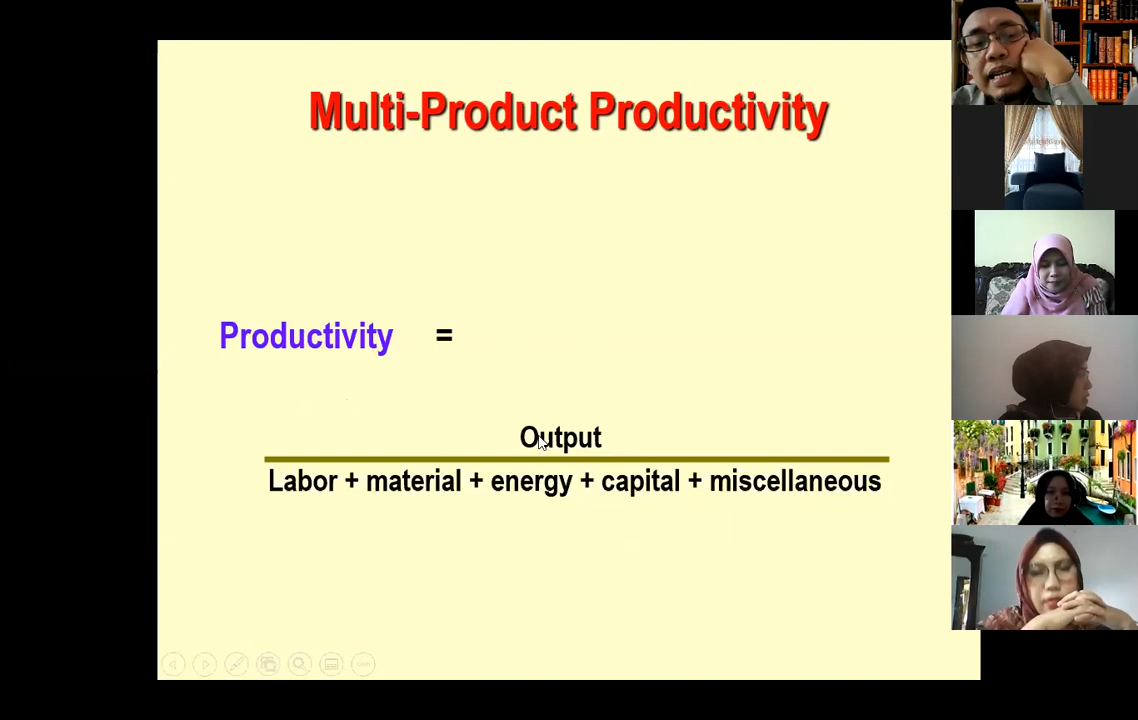 Multi-Product Productivity
Productivity =
Output
Labor + material + energy + capital + miscellaneous